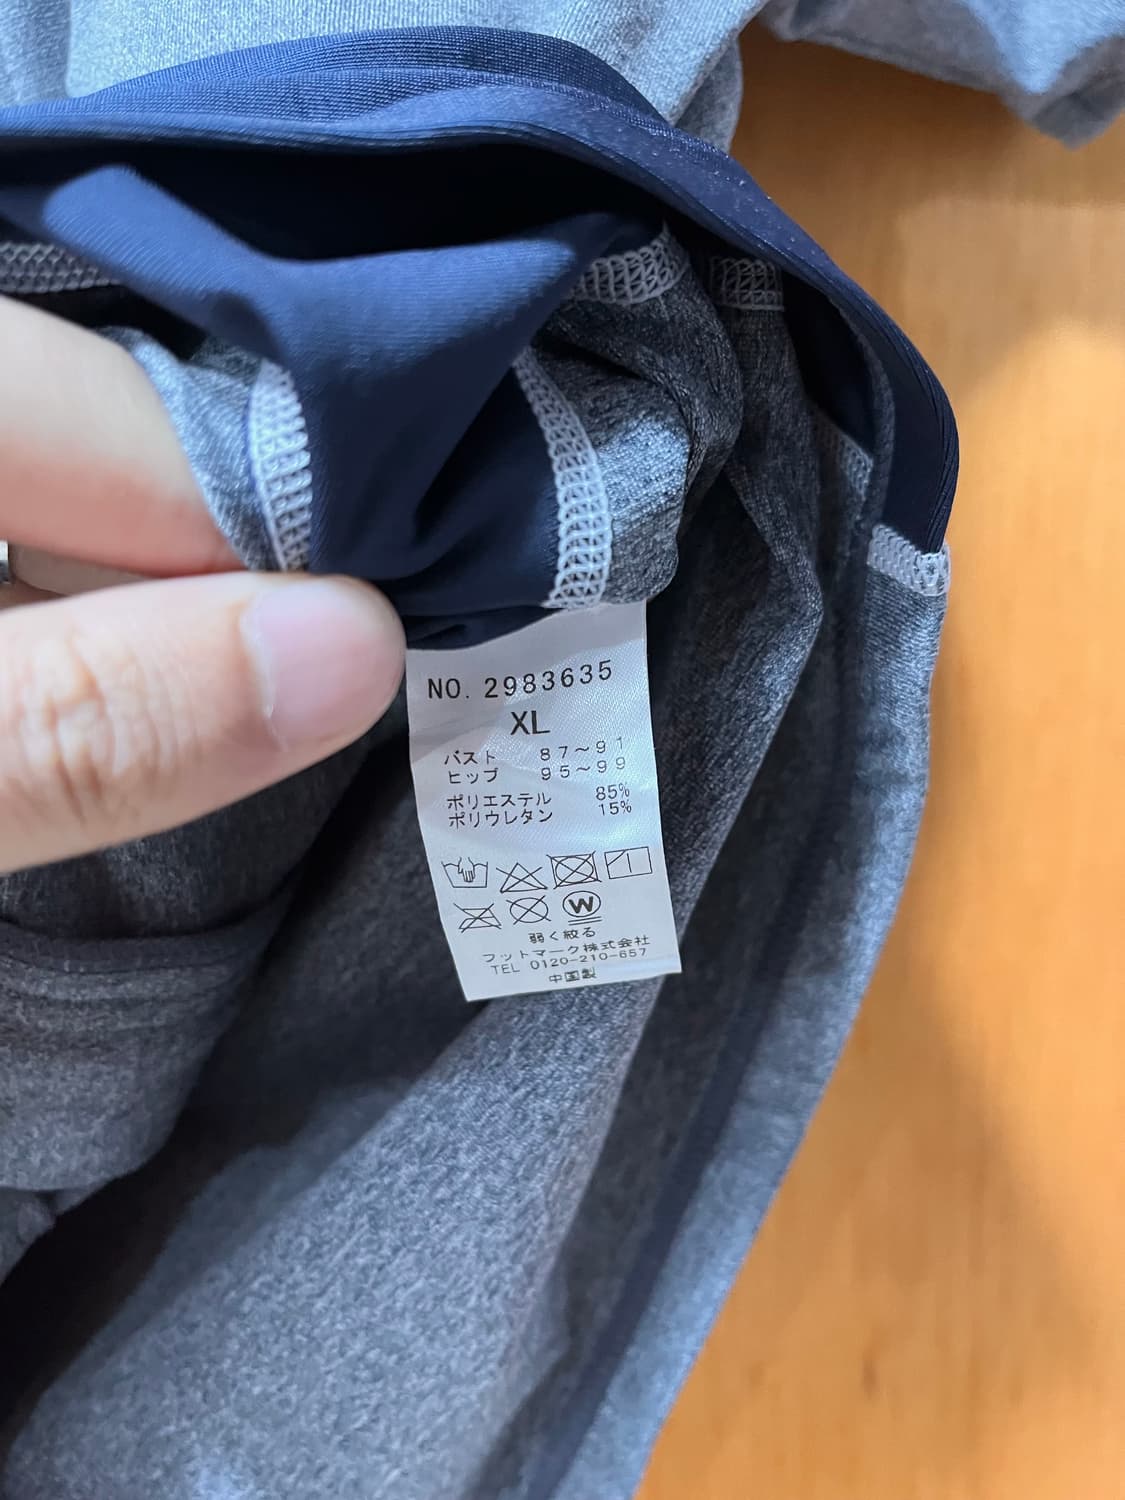 NO. 2983635
XL
バスト 87～91
ヒップ 95～99
ポリエステル 85%
ポリウレタン 15%
W
弱く絞る
フットマーク株式会社
TEL 0120-210-657
中国製